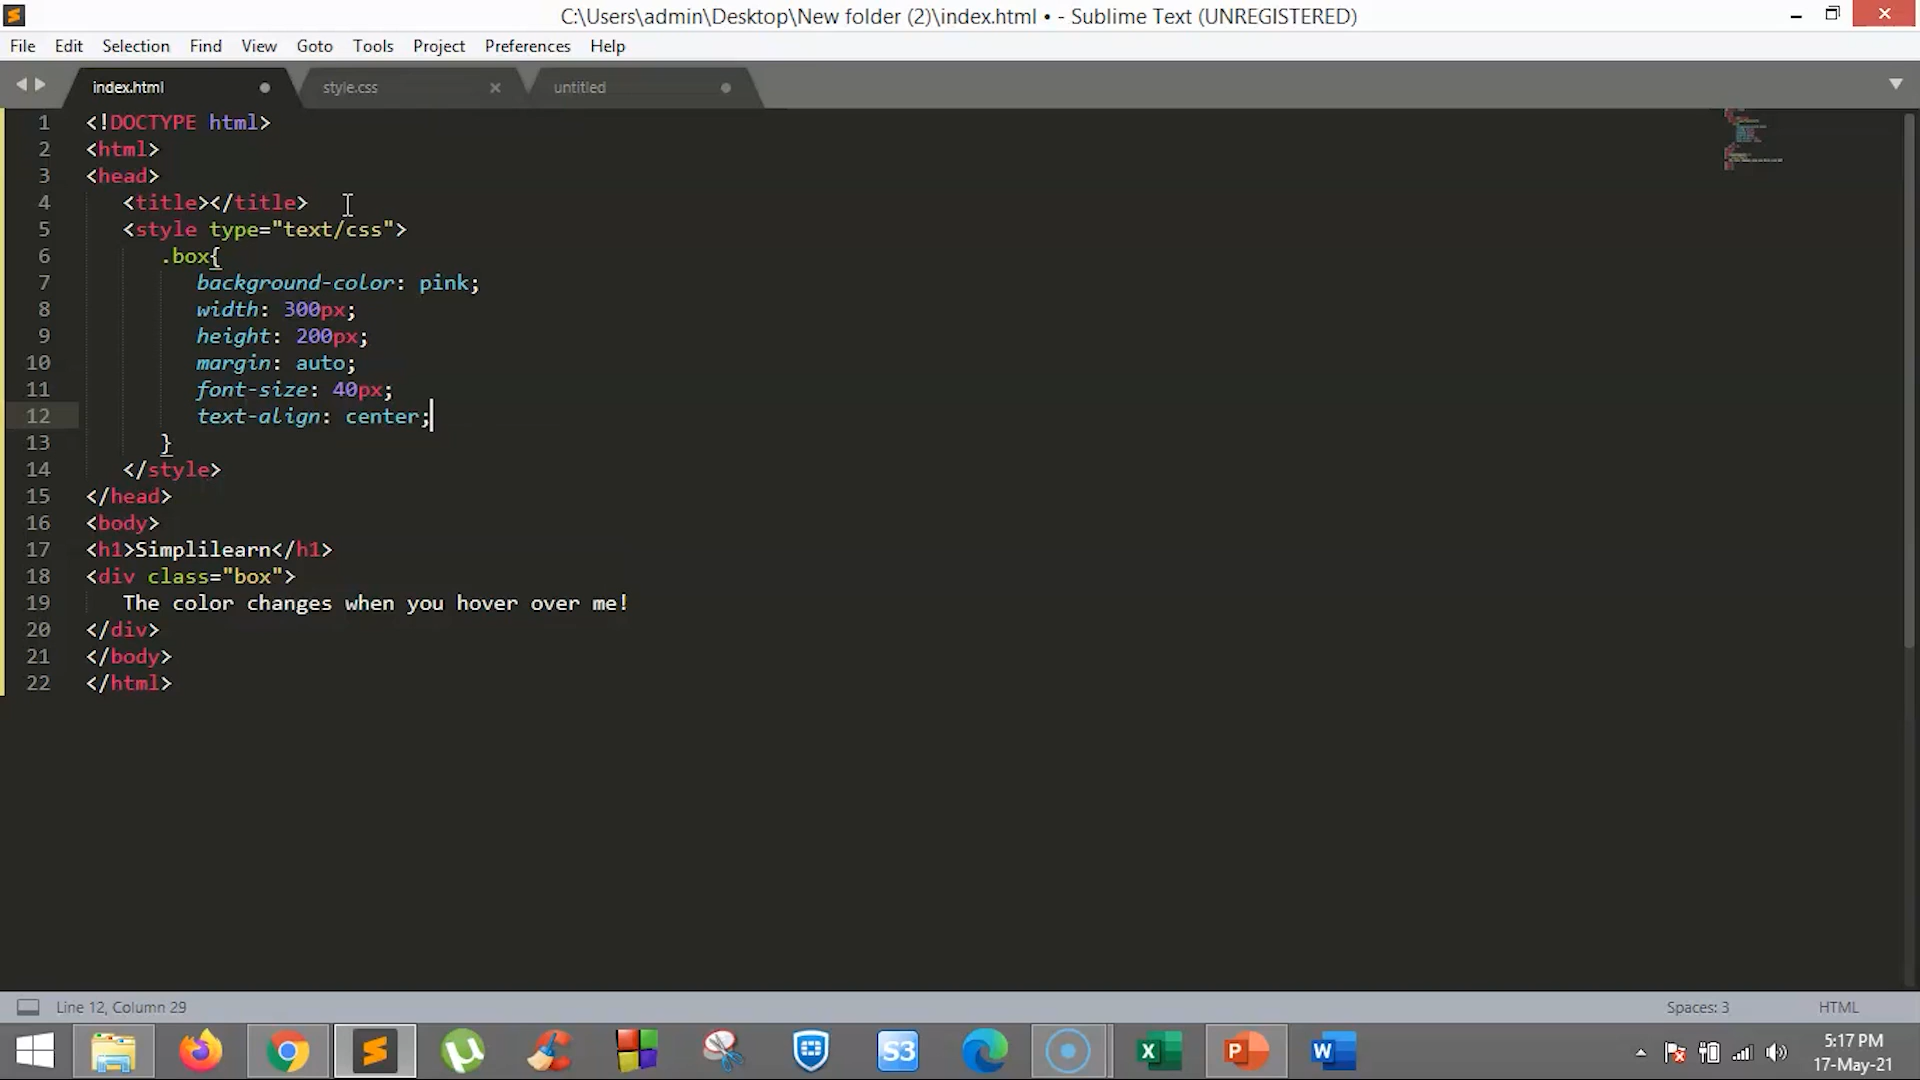 C:\Users\admin\Desktop\New folder (2)\index.html • - Sublime Text (UNREGISTERED)
File Edit Selection Find View Goto Tools Project Preferences Help
index.html style.css untitled
1 <!DOCTYPE html>
2 <html>
3 <head>
4 <title></title>
5 <style type="text/css">
6 .box{
7 background-color: pink;
8 width: 300px;
9 height: 200px;
10 margin: auto;
11 font-size: 40px;
12 text-align: center;
13 }
14 </style>
15 </head>
16 <body>
17 <h1>Simplilearn</h1>
18 <div class="box">
19 The color changes when you hover over me!
20 </div>
21 </body>
22 </html>
Line 12, Column 29 Spaces: 3 HTML
S3
X
P
W
5:17 PM
17-May-21